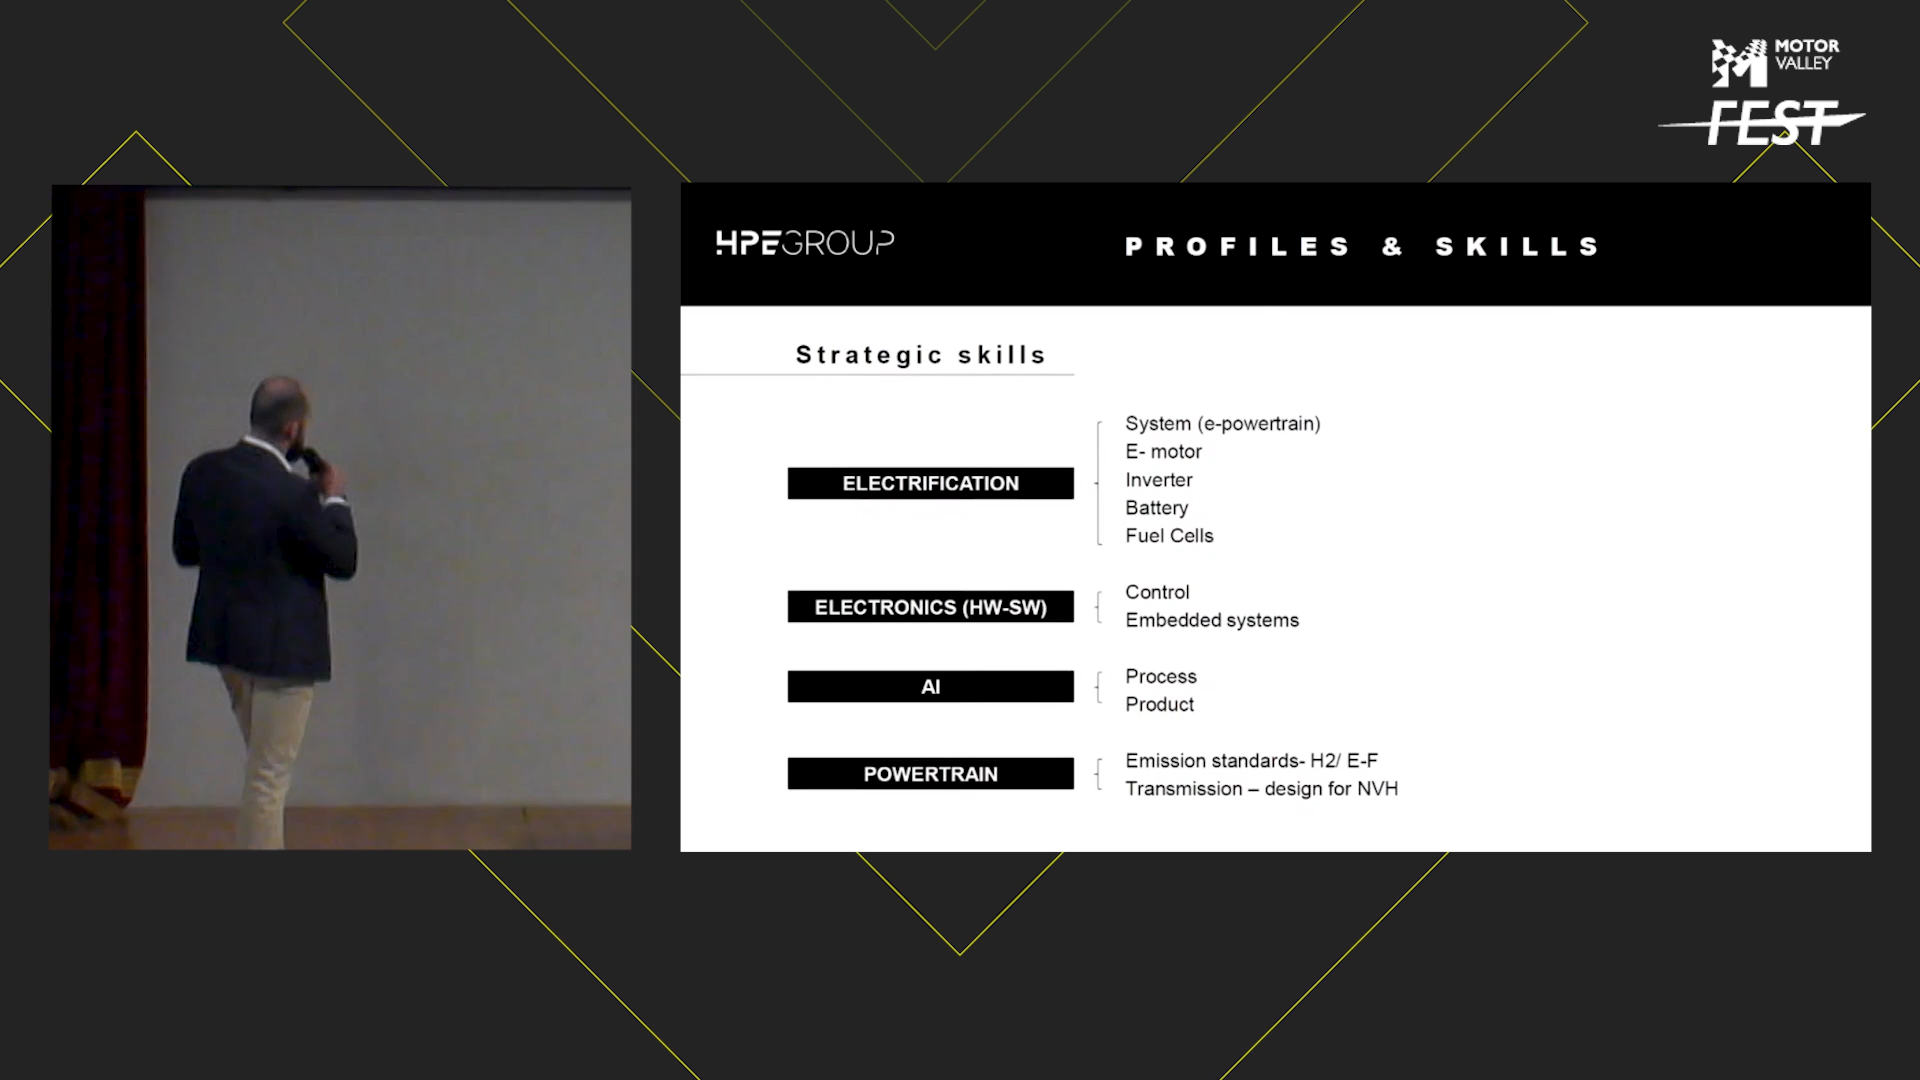 MOTOR
VALLEY
FEST
HPEGROUP
PROFILES & SKILLS
Strategic skills
ELECTRIFICATION
System (e-powertrain)
E- motor
Inverter
Battery
Fuel Cells
ELECTRONICS (HW-SW)
Control
Embedded systems
AI
Process
Product
POWERTRAIN
Emission standards- H2/ E-F
Transmission – design for NVH